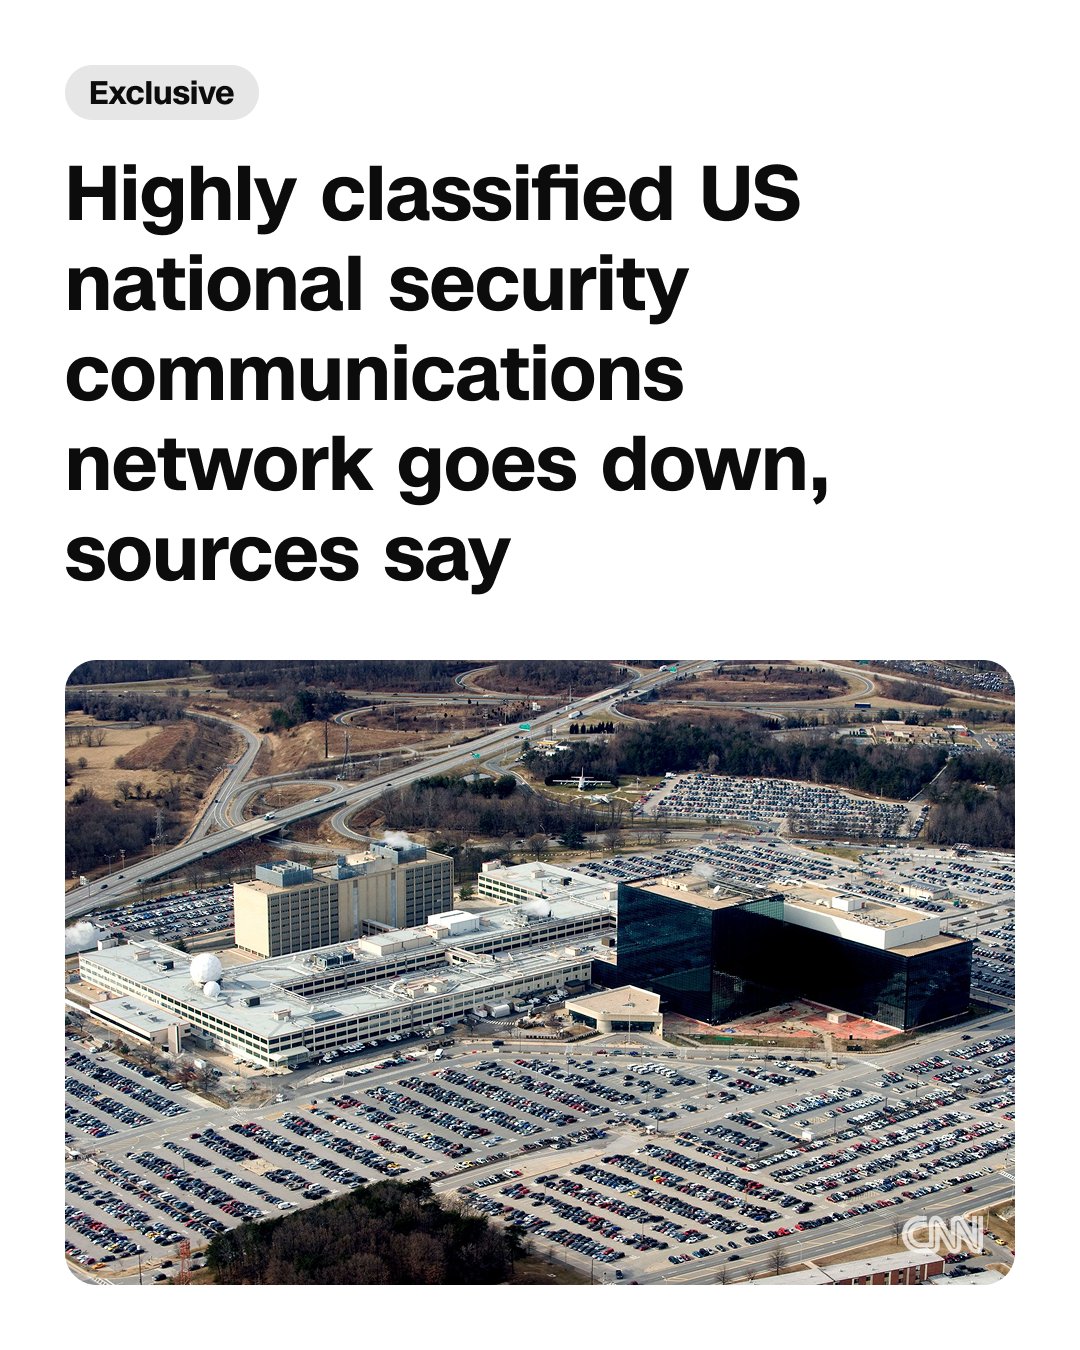 Exclusive
Highly classified US
national security
communications
network goes down,
sources say
CNN